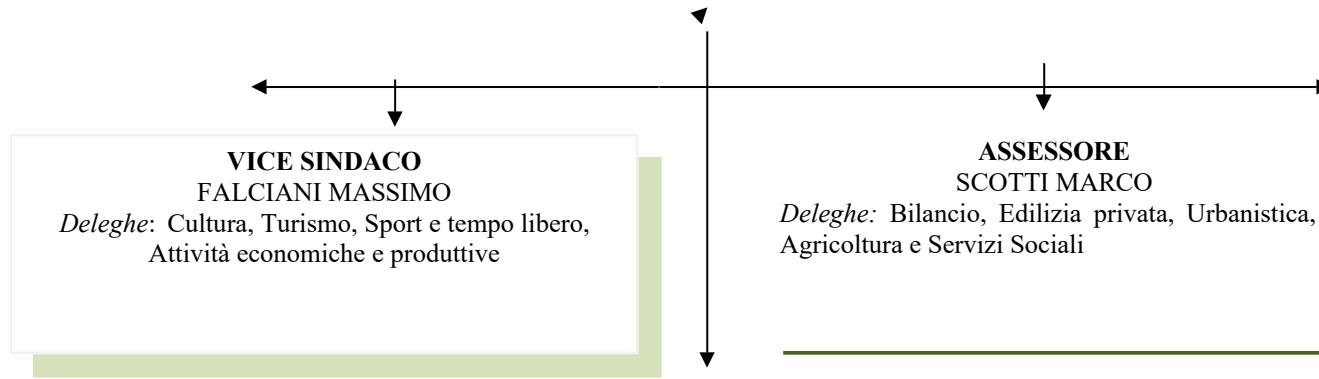 VICE SINDACO
FALCIANI MASSIMO
Deleghe: Cultura, Turismo, Sport e tempo libero,
Attività economiche e produttive
ASSESSORE
SCOTTI MARCO
Deleghe: Bilancio, Edilizia privata, Urbanistica,
Agricoltura e Servizi Sociali